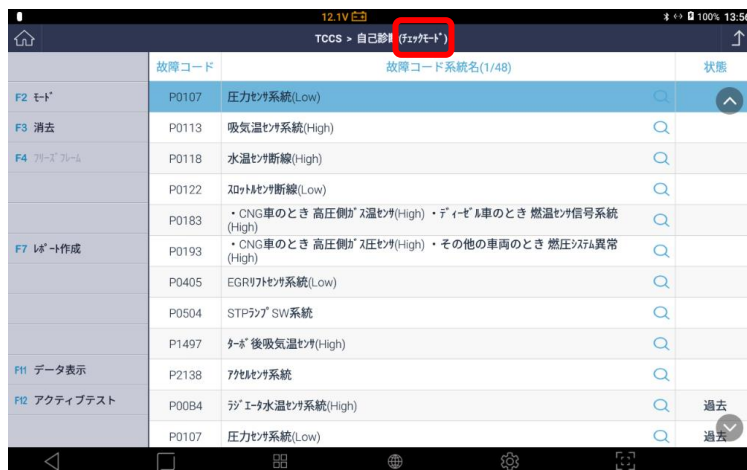 12.1V
100% 13:56
TCCS > 自己診断(ﾁｪｯｸﾓｰﾄﾞ)
故障コード 故障コード系統名(1/48) 状態
F2 ﾓｰﾄﾞ P0107 圧力ｾﾝｻ系統(Low)
F3 消去 P0113 吸気温ｾﾝｻ系統(High)
F4 ﾌﾘｰｽﾞﾌﾚｰﾑ P0118 水温ｾﾝｻ断線(High)
P0122 ｽﾛｯﾄﾙｾﾝｻ断線(Low)
P0183 ・CNG車のとき 高圧側ｶﾞｽ温ｾﾝｻ(High) ・ﾃﾞｨｰｾﾞﾙ車のとき 燃温ｾﾝｻ信号系統
(High)
F7 ﾚﾎﾟｰﾄ作成 P0193 ・CNG車のとき 高圧側ｶﾞｽ圧ｾﾝｻ(High) ・その他の車両のとき 燃圧ｼｽﾃﾑ異常
(High)
P0405 EGRﾘﾌﾄｾﾝｻ系統(Low)
P0504 STPﾗﾝﾌﾟSW系統
P1497 ﾀｰﾎﾞ後吸気温ｾﾝｻ(High)
F11 データ表示 P2138 ｱｸｾﾙｾﾝｻ系統
F12 アクティブテスト P00B4 ﾗｼﾞｴｰﾀ水温ｾﾝｻ系統(High) 過去
P0107 圧力ｾﾝｻ系統(Low) 過去